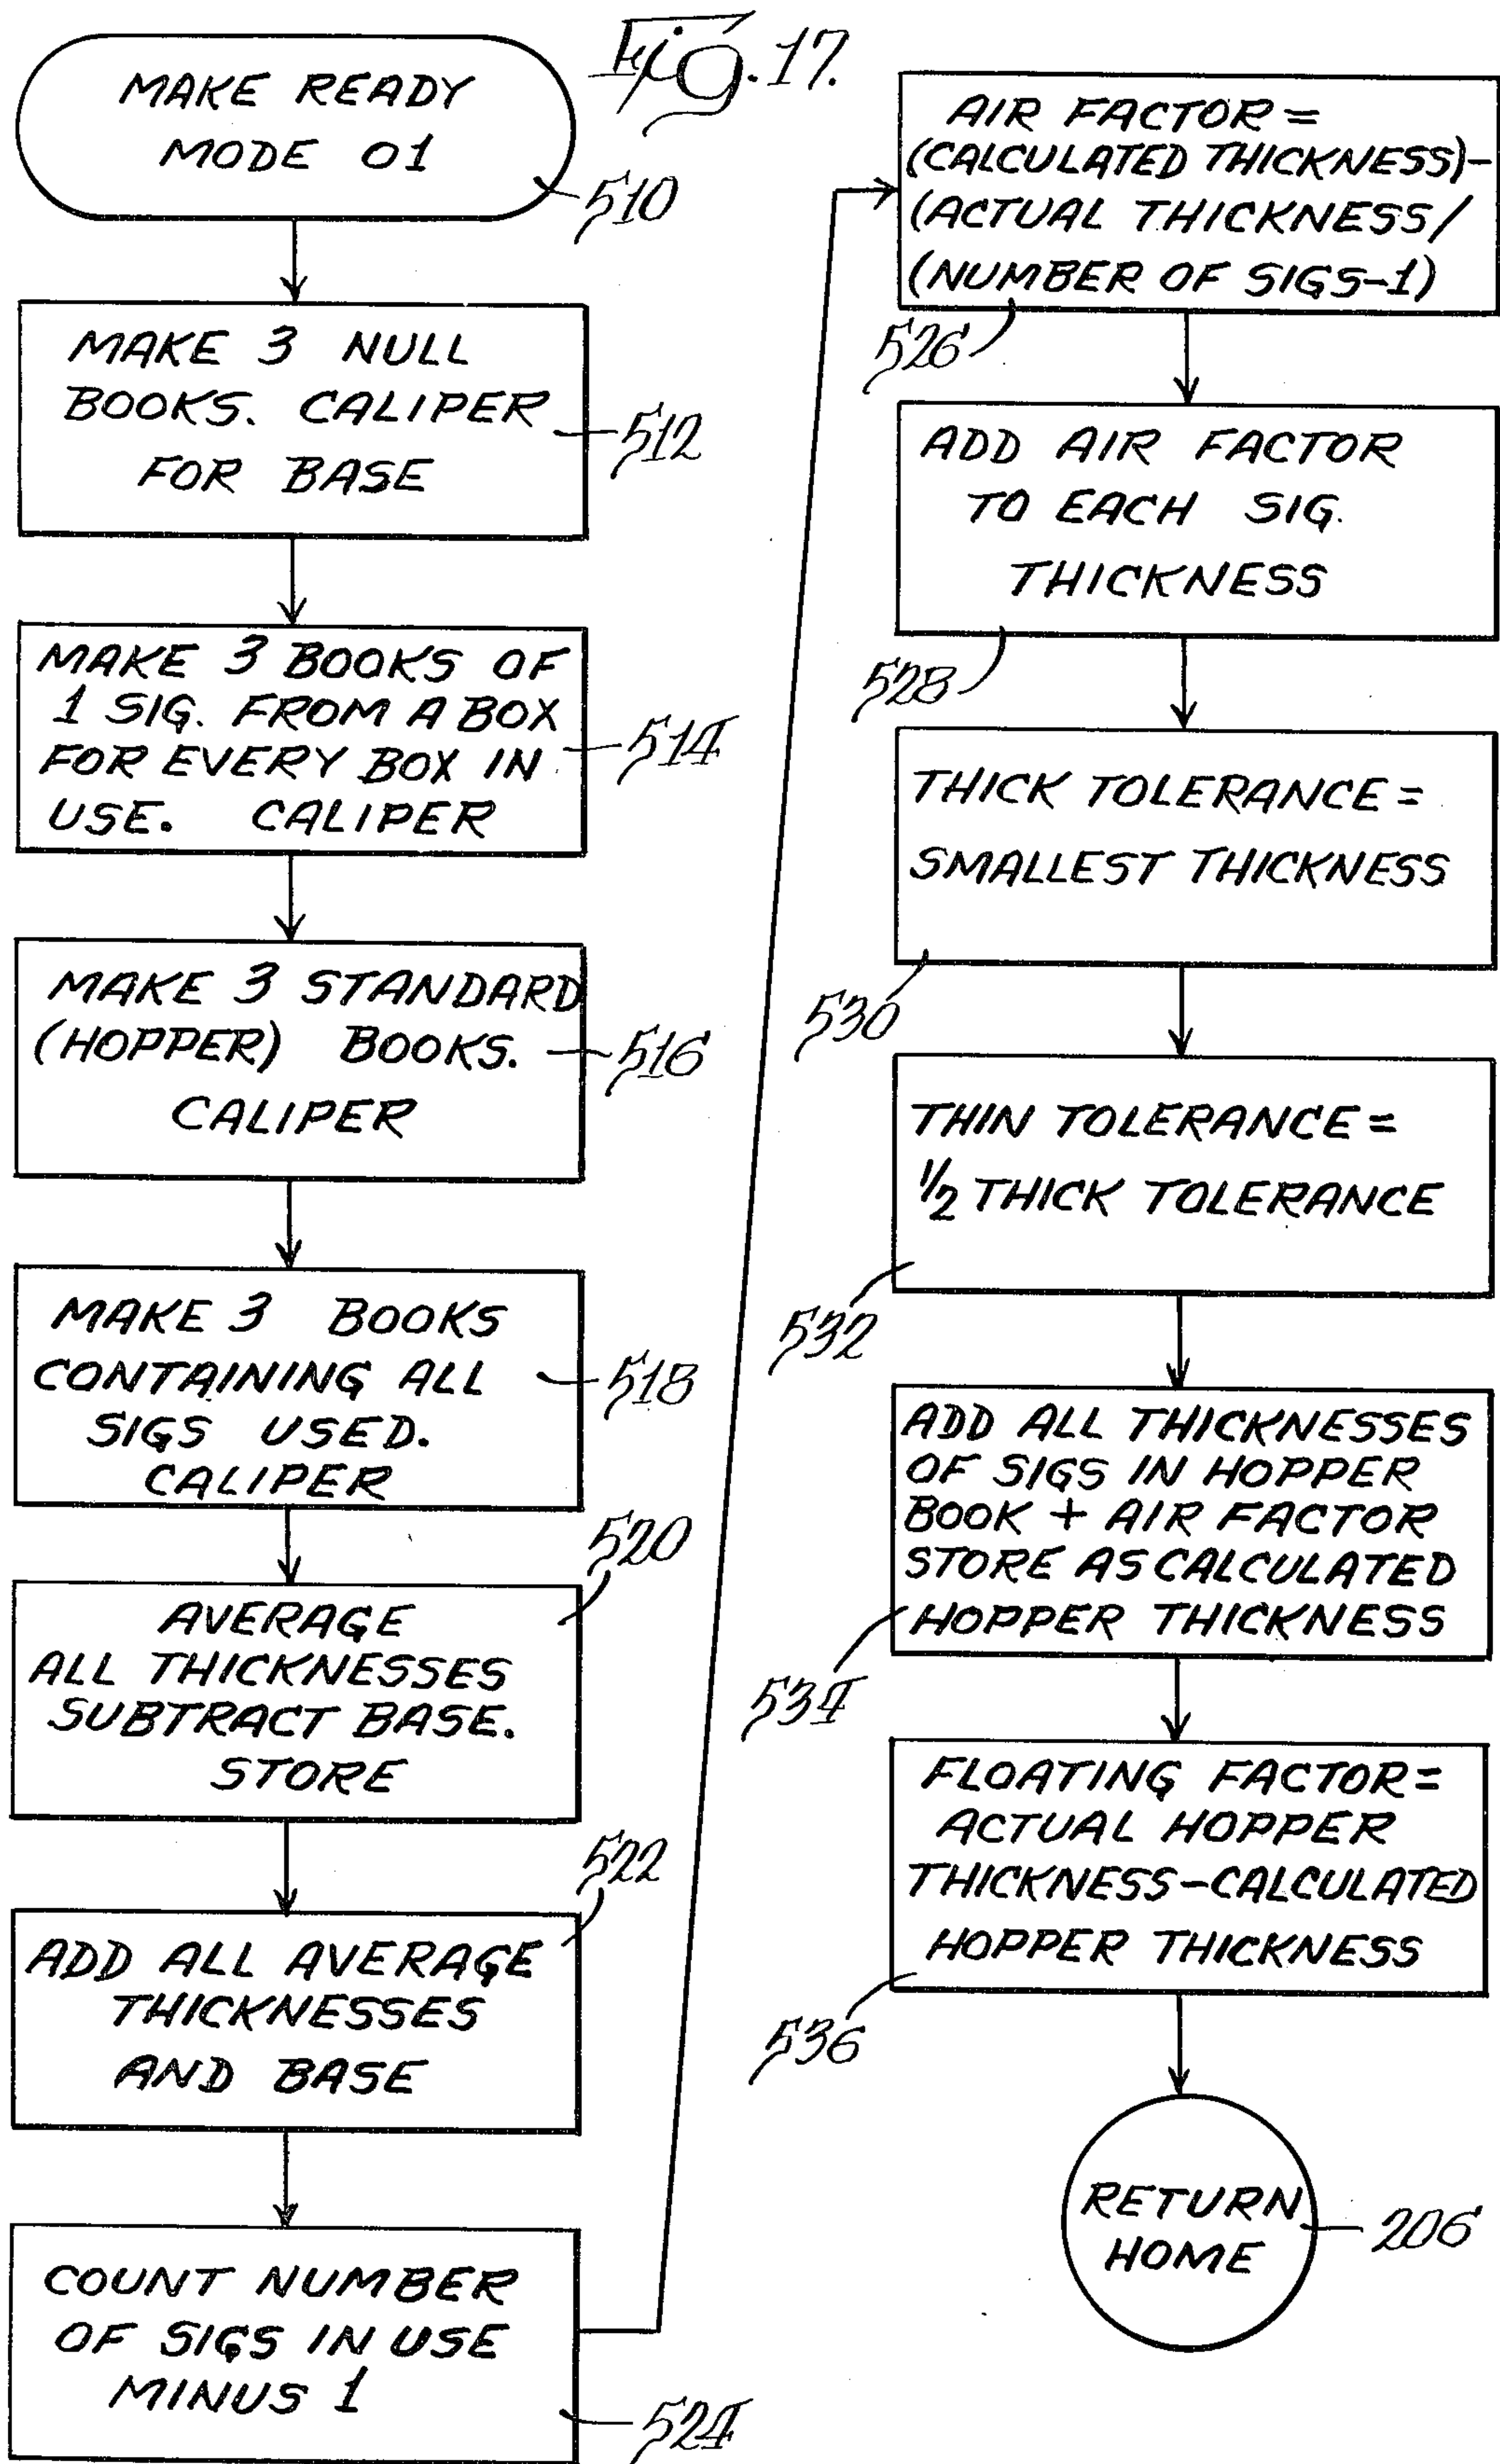 Fig. 17.
MAKE READY
MODE 01
510
MAKE 3 NULL
BOOKS. CALIPER
FOR BASE
512
MAKE 3 BOOKS OF
1 SIG. FROM A BOX
FOR EVERY BOX IN
USE. CALIPER
514
MAKE 3 STANDARD
(HOPPER) BOOKS.
CALIPER
516
MAKE 3 BOOKS
CONTAINING ALL
SIGS USED.
CALIPER
518
520
AVERAGE
ALL THICKNESSES
SUBTRACT BASE.
STORE
522
ADD ALL AVERAGE
THICKNESSES
AND BASE
COUNT NUMBER
OF SIGS IN USE
MINUS 1
524
AIR FACTOR =
(CALCULATED THICKNESS)-
(ACTUAL THICKNESS/
(NUMBER OF SIGS-1)
526
ADD AIR FACTOR
TO EACH SIG.
THICKNESS
528
THICK TOLERANCE =
SMALLEST THICKNESS
530
THIN TOLERANCE =
1/2 THICK TOLERANCE
532
ADD ALL THICKNESSES
OF SIGS IN HOPPER
BOOK + AIR FACTOR
STORE AS CALCULATED
HOPPER THICKNESS
534
FLOATING FACTOR =
ACTUAL HOPPER
THICKNESS-CALCULATED
HOPPER THICKNESS
536
RETURN
HOME
206